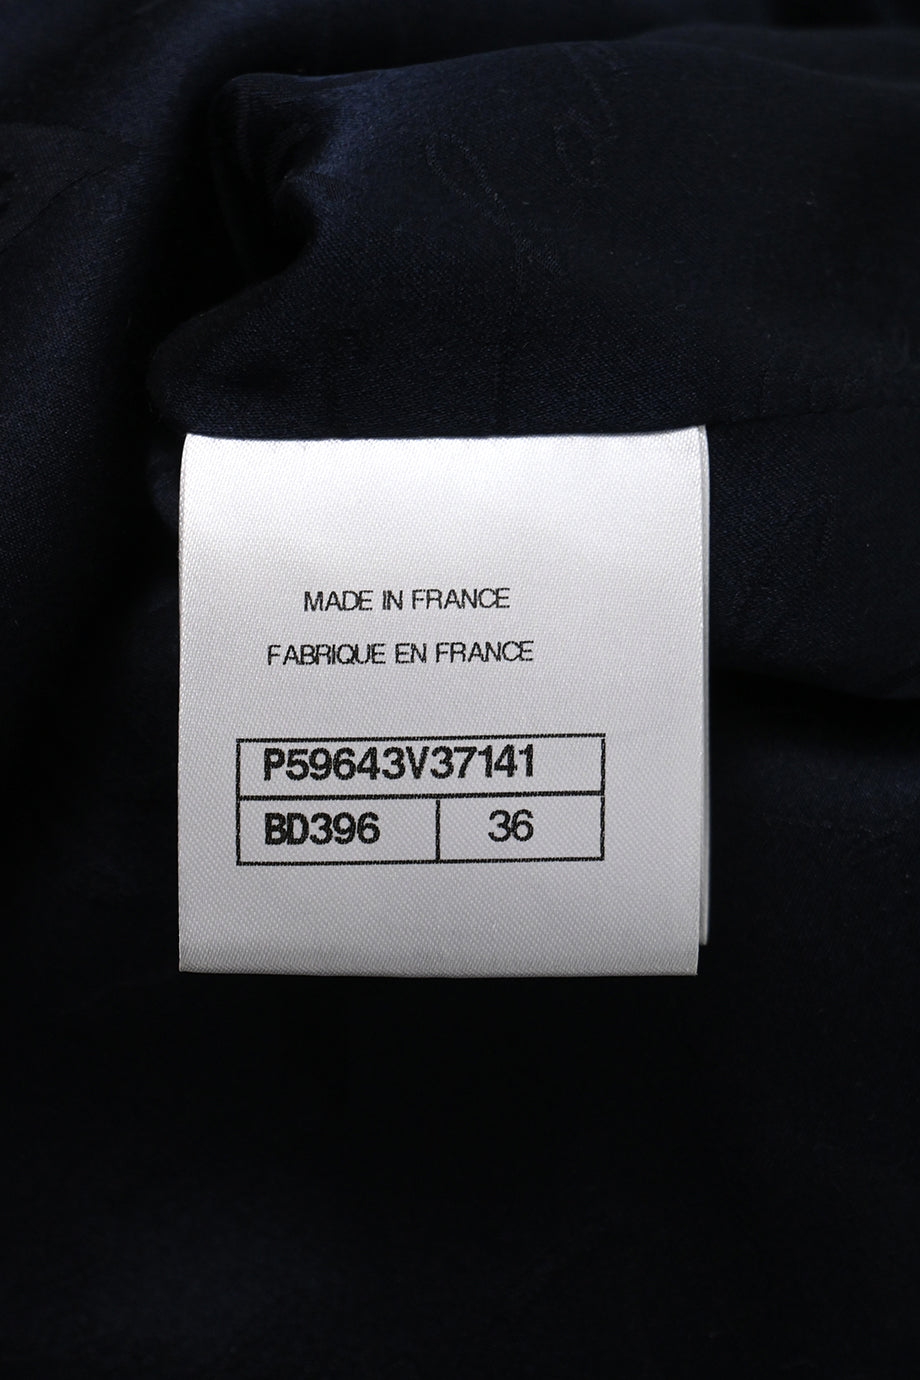 MADE IN FRANCE
FABRIQUE EN FRANCE
P59643V37141
BD396 36